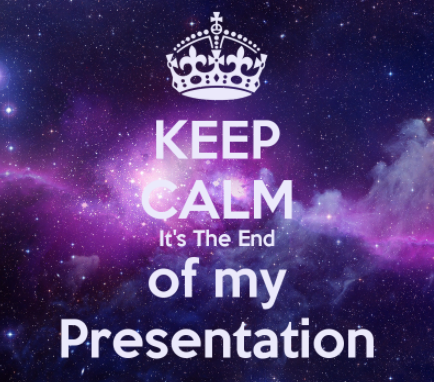 KEEP
CALM
It's The End
of my
Presentation